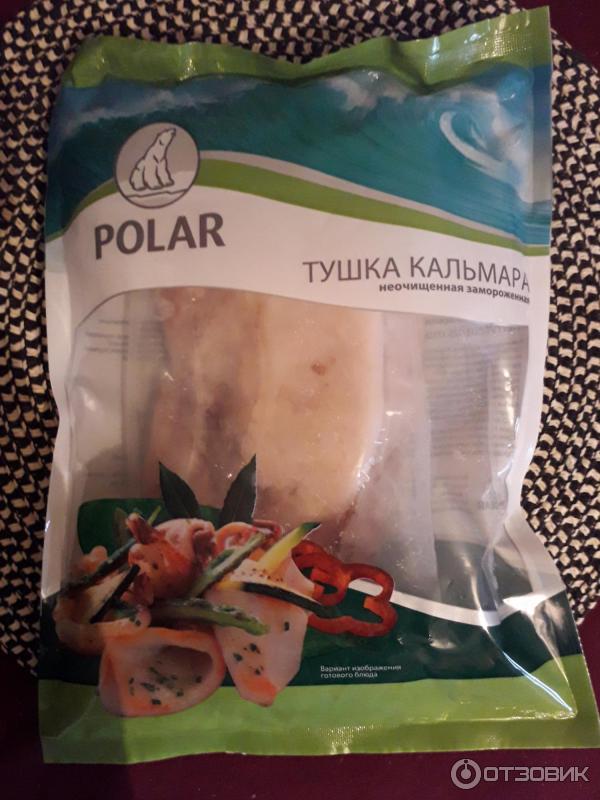 POLAR
ТУШКА КАЛЬМАРА
неочищенная замороженная
Вариант изображения
готового блюда
ОТЗОВИК